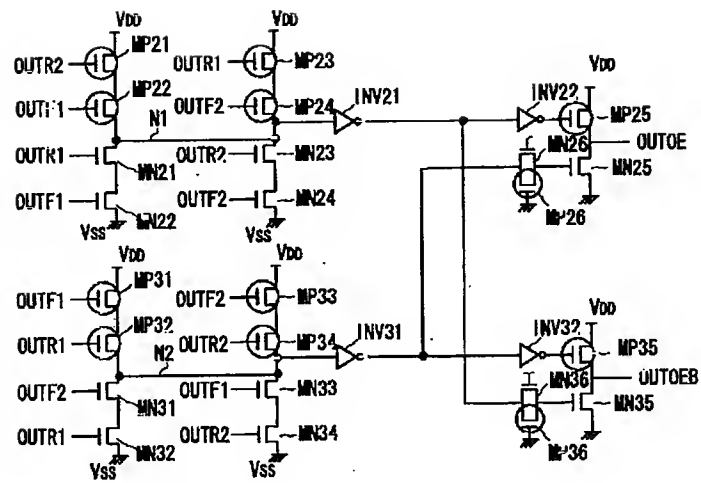 VDD VDD
OUTR2 MP21 OUTR1 MP23
OUTF1 MP22 OUTF2 MP24 INV21 INV22 VDD
N1 MP25
OUTR1 MN21 OUTR2 MN23 MN26 OUTOE
OUTF1 MN22 OUTF2 MN24 MN25
VSS VSS MP26
VDD VDD
OUTF1 MP31 OUTF2 MP33 VDD
OUTR1 MP32 OUTR2 MP34 INV31 INV32
N2 MP35
OUTF2 MN31 OUTF1 MN33 MN36 OUTOEB
OUTR1 MN32 OUTR2 MN34 MN35
VSS VSS MP36